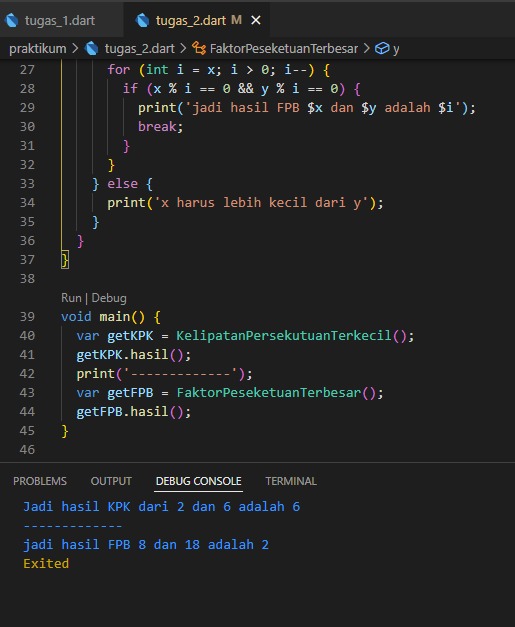 tugas_1.dart tugas_2.dart M ×
praktikum > tugas_2.dart > FaktorPeseketuanTerbesar > y
27 for (int i = x; i > 0; i--) {
28 if (x % i == 0 && y % i == 0) {
29 print('jadi hasil FPB $x dan $y adalah $i');
30 break;
31 }
32 }
33 } else {
34 print('x harus lebih kecil dari y');
35 }
36 }
37 }
38
Run | Debug
39 void main() {
40 var getKPK = KelipatanPersekutuanTerkecil();
41 getKPK.hasil();
42 print('-------------');
43 var getFPB = FaktorPeseketuanTerbesar();
44 getFPB.hasil();
45 }
46
PROBLEMS OUTPUT DEBUG CONSOLE TERMINAL
Jadi hasil KPK dari 2 dan 6 adalah 6
-------------
jadi hasil FPB 8 dan 18 adalah 2
Exited